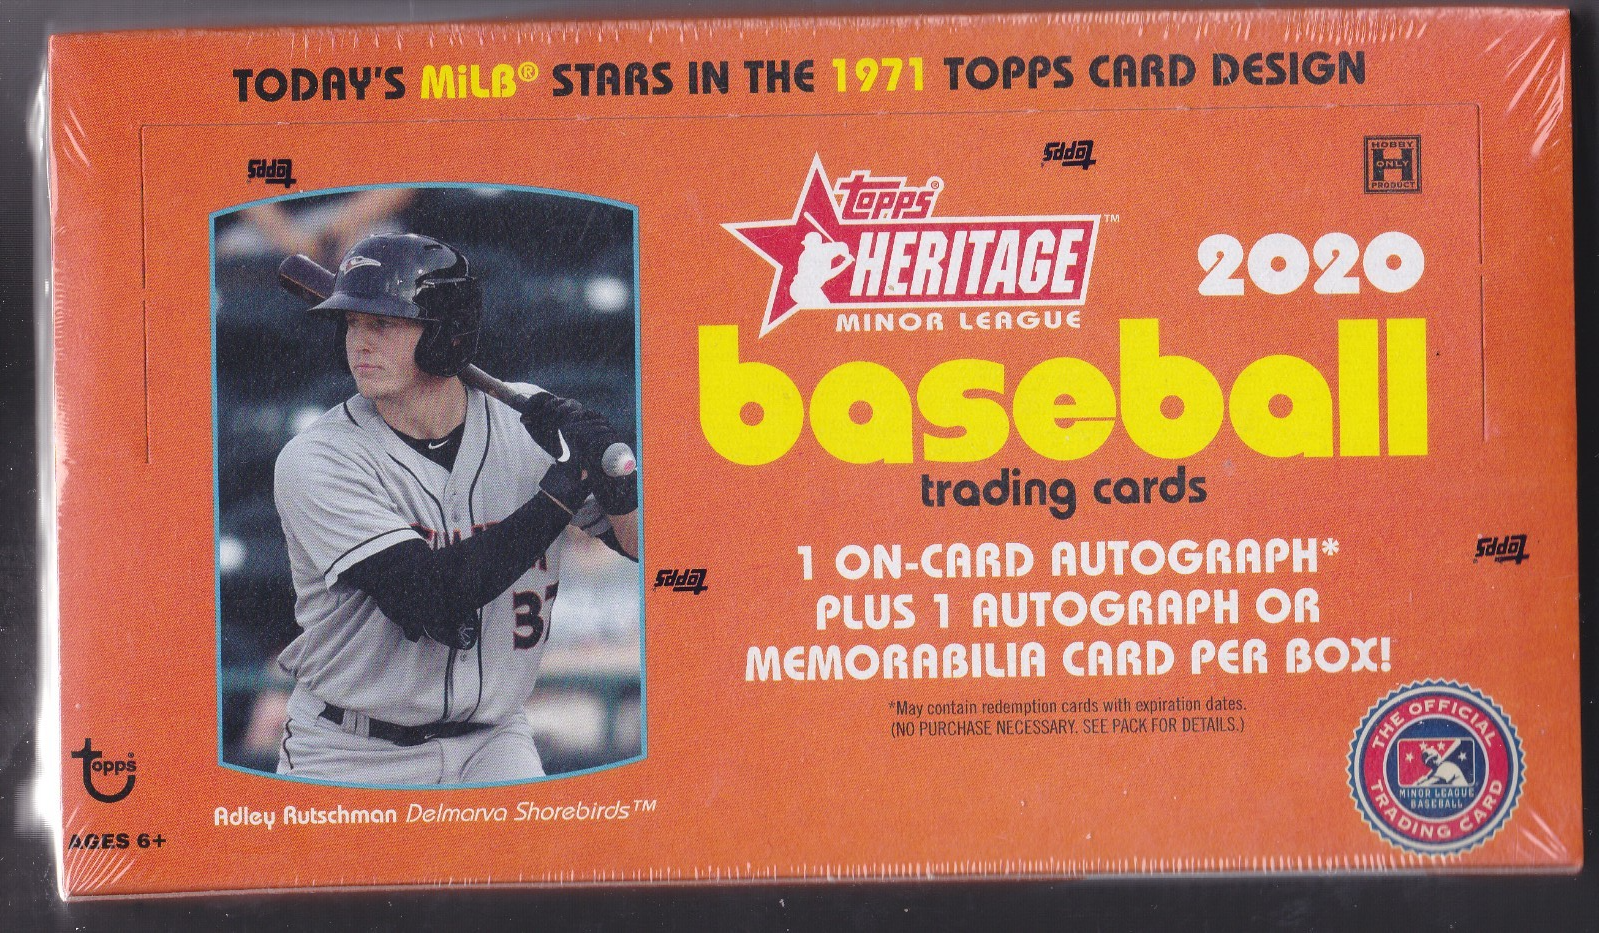 TODAY'S MiLB® STARS IN THE 1971 TOPPS CARD DESIGN
Topps
Topps
HOBBY
ONLY
H
PRODUCT
Topps®
HERITAGE™
MINOR LEAGUE
2020
baseball
trading cards
1 ON-CARD AUTOGRAPH*
PLUS 1 AUTOGRAPH OR
MEMORABILIA CARD PER BOX!
*May contain redemption cards with expiration dates.
(NO PURCHASE NECESSARY. SEE PACK FOR DETAILS.)
Topps
Topps
37
Topps®
AGES 6+
Adley Rutschman Delmarva Shorebirds™
THE OFFICIAL
MINOR LEAGUE
BASEBALL
TRADING CARD